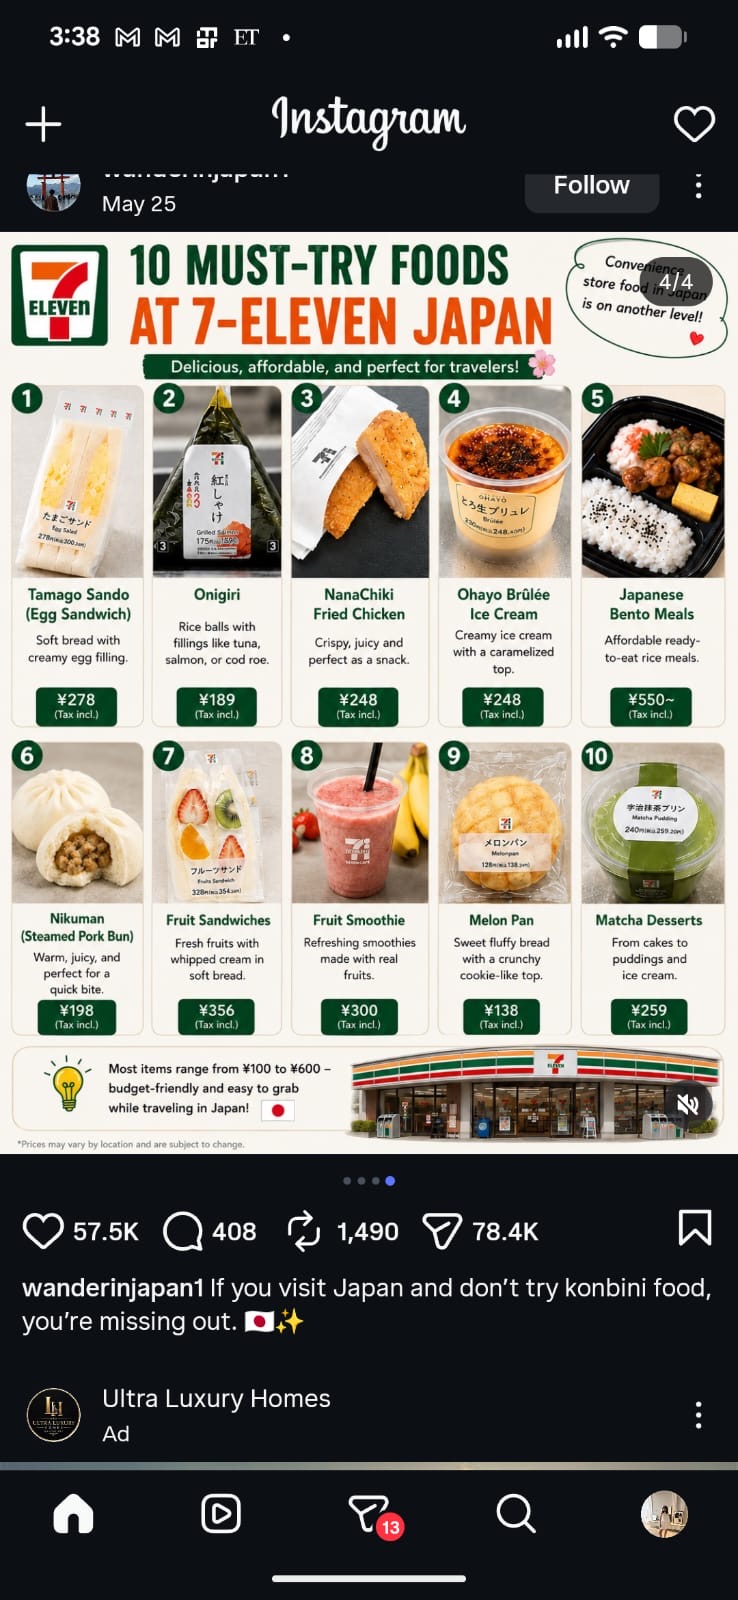 3:38
ET
Instagram
May 25
Follow
7
ELEVEN
10 MUST-TRY FOODS
AT 7-ELEVEN JAPAN
Delicious, affordable, and perfect for travelers!
Convenience
store food in Japan
is on another level!
4/4
1
2
3
4
5
たまごサンド
Egg Salad
紅しゃけ
OHAYO
とろ生ブリュレ
Brûlée
3
3
Tamago Sando
(Egg Sandwich)
Soft bread with
creamy egg filling.
¥278
(Tax incl.)
Onigiri
Rice balls with
fillings like tuna,
salmon, or cod roe.
¥189
(Tax incl.)
NanaChiki
Fried Chicken
Crispy, juicy and
perfect as a snack.
¥248
(Tax incl.)
Ohayo Brûlée
Ice Cream
Creamy ice cream
with a caramelized
top.
¥248
(Tax incl.)
Japanese
Bento Meals
Affordable ready-
to-eat rice meals.
¥550~
(Tax incl.)
6
7
8
9
10
フルーツサンド
メロンパン
Melonpan
宇治抹茶プリン
Matcha Pudding
Nikuman
(Steamed Pork Bun)
Warm, juicy, and
perfect for a
quick bite.
¥198
(Tax incl.)
Fruit Sandwiches
Fresh fruits with
whipped cream in
soft bread.
¥356
(Tax incl.)
Fruit Smoothie
Refreshing smoothies
made with real
fruits.
¥300
(Tax incl.)
Melon Pan
Sweet fluffy bread
with a crunchy
cookie-like top.
¥138
(Tax incl.)
Matcha Desserts
From cakes to
puddings and
ice cream.
¥259
(Tax incl.)
Most items range from ¥100 to ¥600 –
budget-friendly and easy to grab
while traveling in Japan!
*Prices may vary by location and are subject to change.
57.5K
408
1,490
78.4K
wanderinjapan1 If you visit Japan and don't try konbini food,
you're missing out.
Ultra Luxury Homes
Ad
13